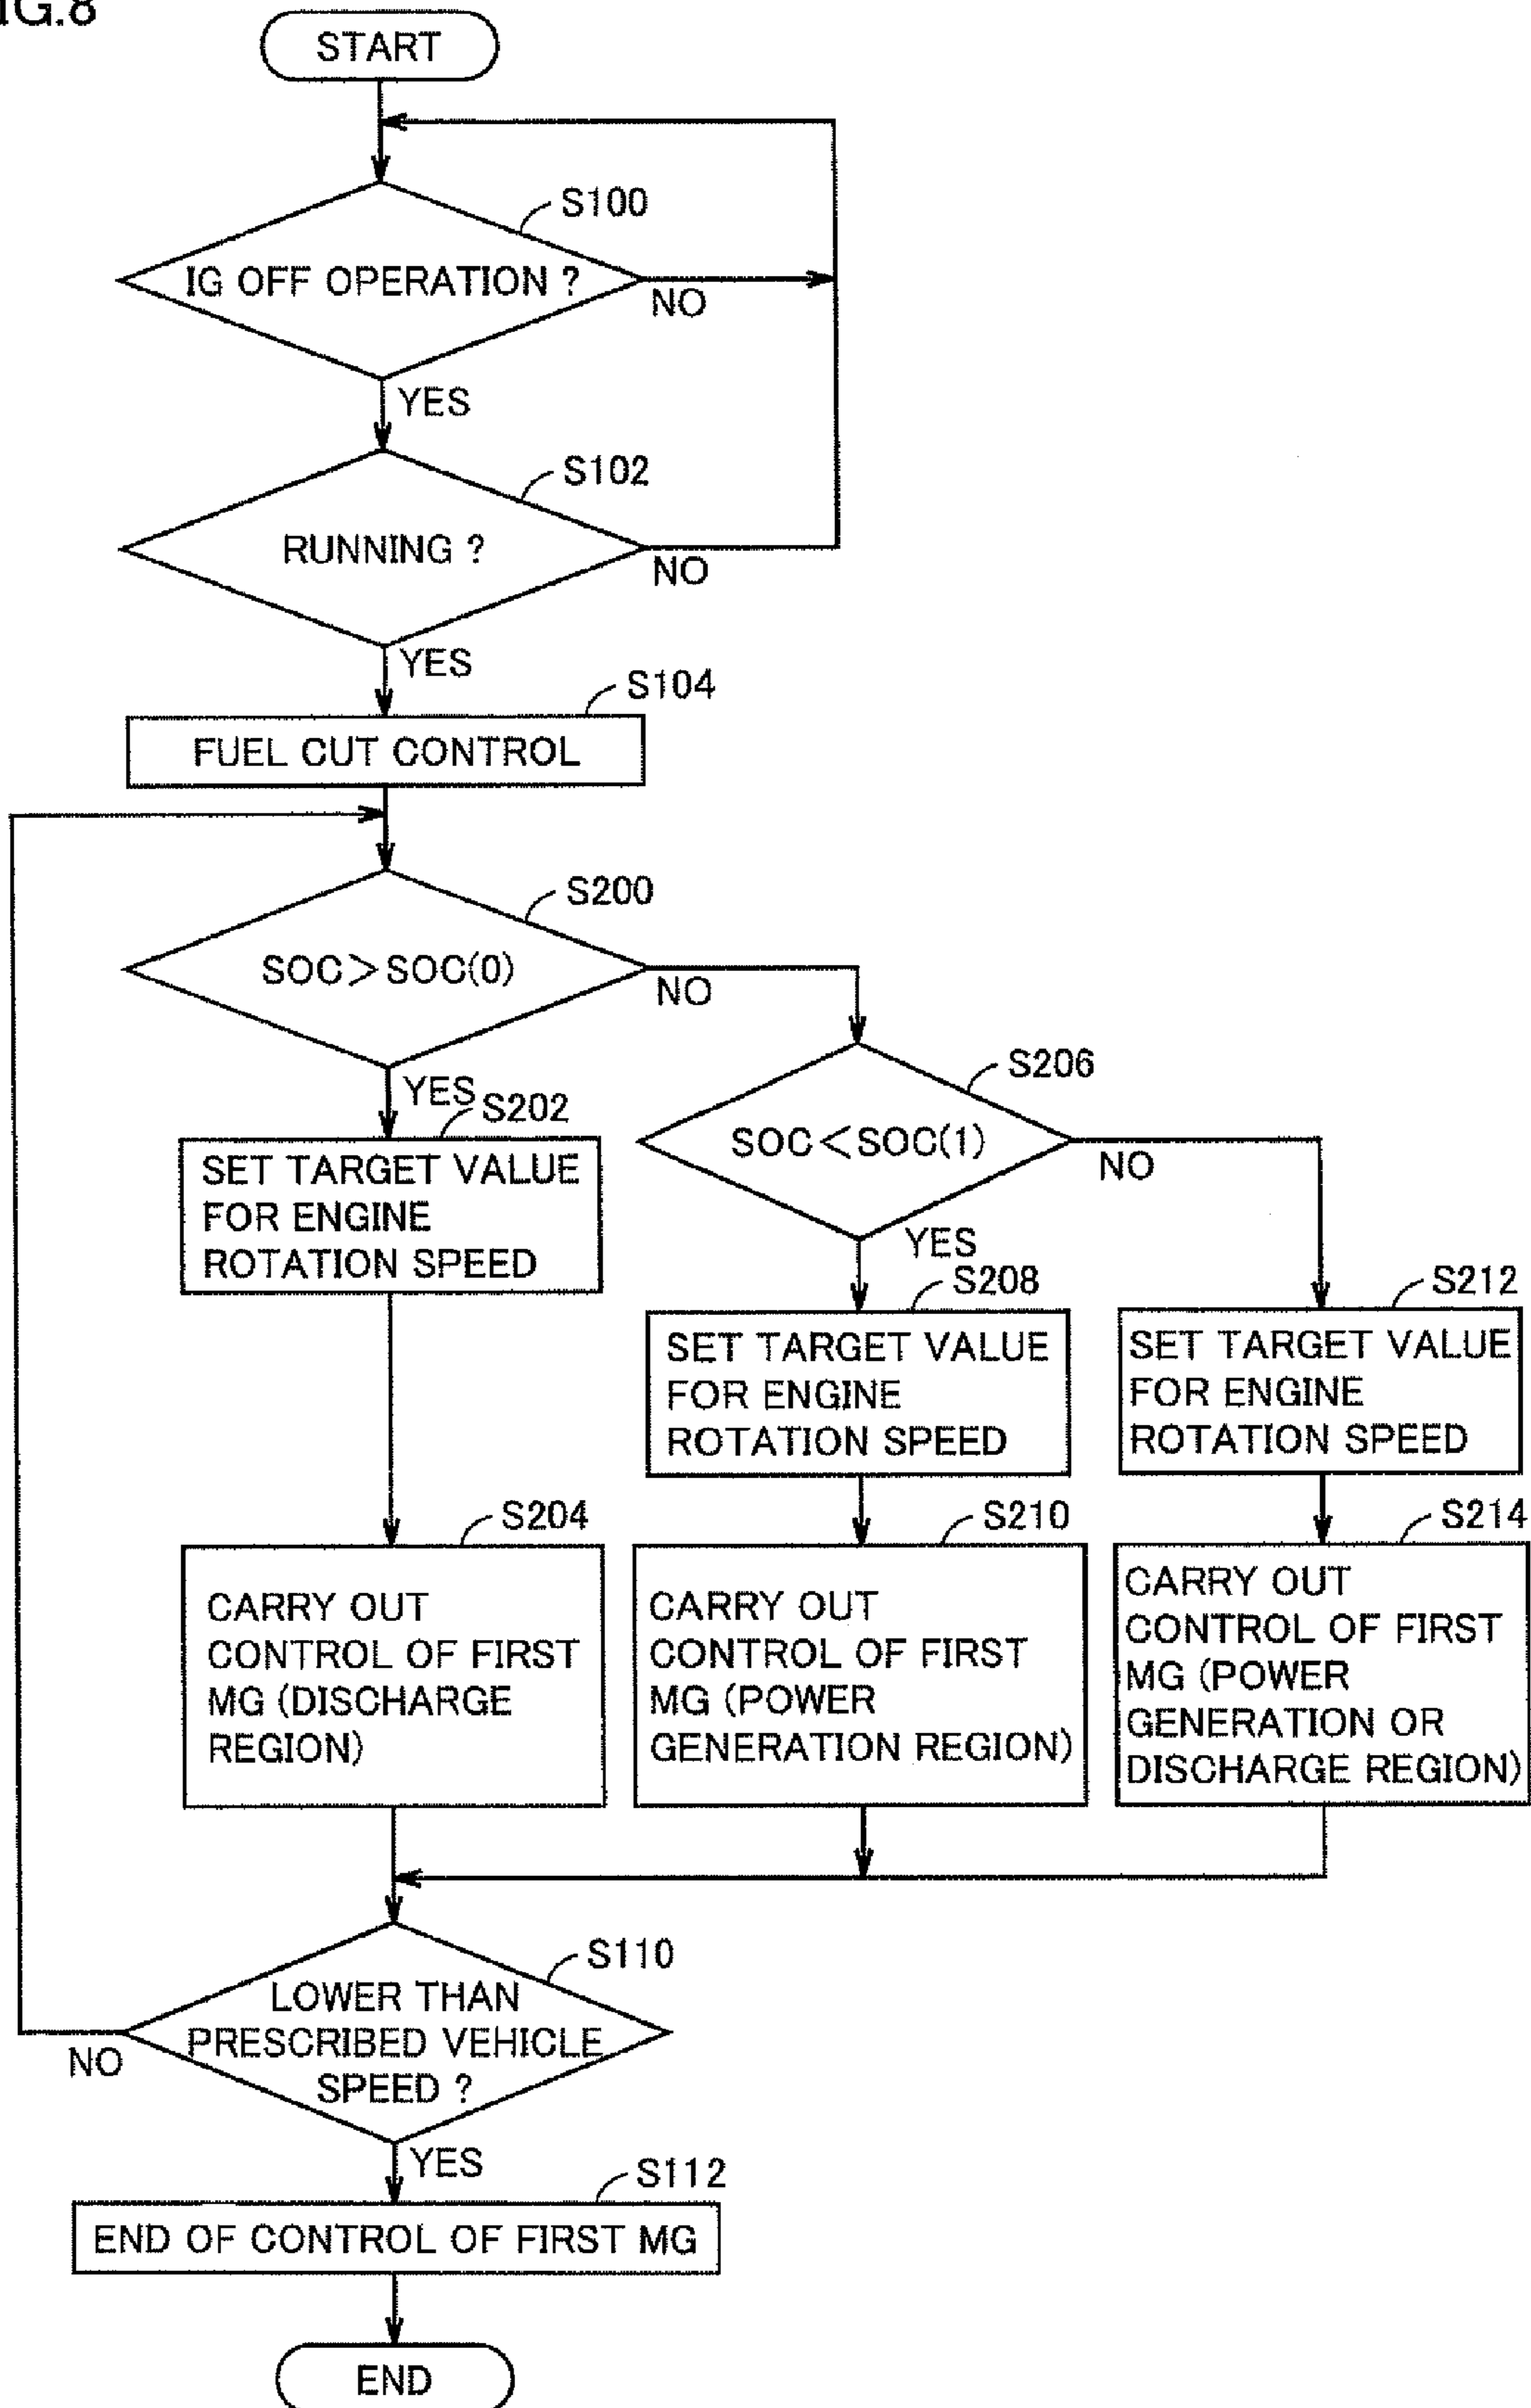 IG.8
START
S100
IG OFF OPERATION ?
NO
YES
S102
RUNNING ?
NO
YES
S104
FUEL CUT CONTROL
S200
SOC>SOC(0)
NO
YES
S202
SET TARGET VALUE
FOR ENGINE
ROTATION SPEED
S206
SOC<SOC(1)
NO
YES
S208
SET TARGET VALUE
FOR ENGINE
ROTATION SPEED
S212
SET TARGET VALUE
FOR ENGINE
ROTATION SPEED
S204
CARRY OUT
CONTROL OF FIRST
MG (DISCHARGE
REGION)
S210
CARRY OUT
CONTROL OF FIRST
MG (POWER
GENERATION REGION)
S214
CARRY OUT
CONTROL OF FIRST
MG (POWER
GENERATION OR
DISCHARGE REGION)
S110
LOWER THAN
PRESCRIBED VEHICLE
SPEED ?
NO
YES
S112
END OF CONTROL OF FIRST MG
END